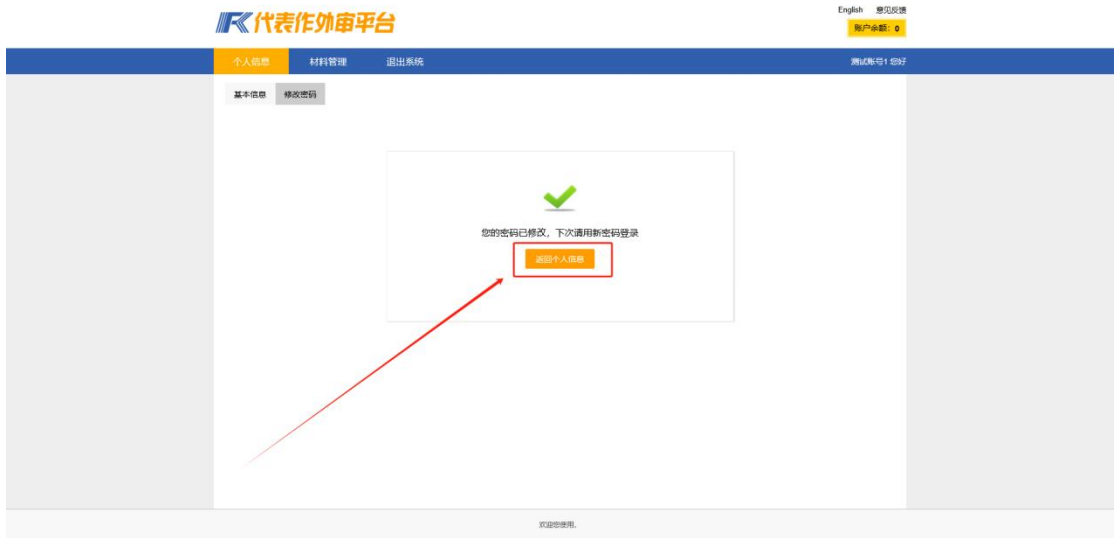 English 意见反馈
代表作外审平台
账户余额：0
个人信息 材料管理 退出系统 测试账号1 您好
基本信息 修改密码
您的密码已修改，下次请用新密码登录
返回个人信息
欢迎您使用。